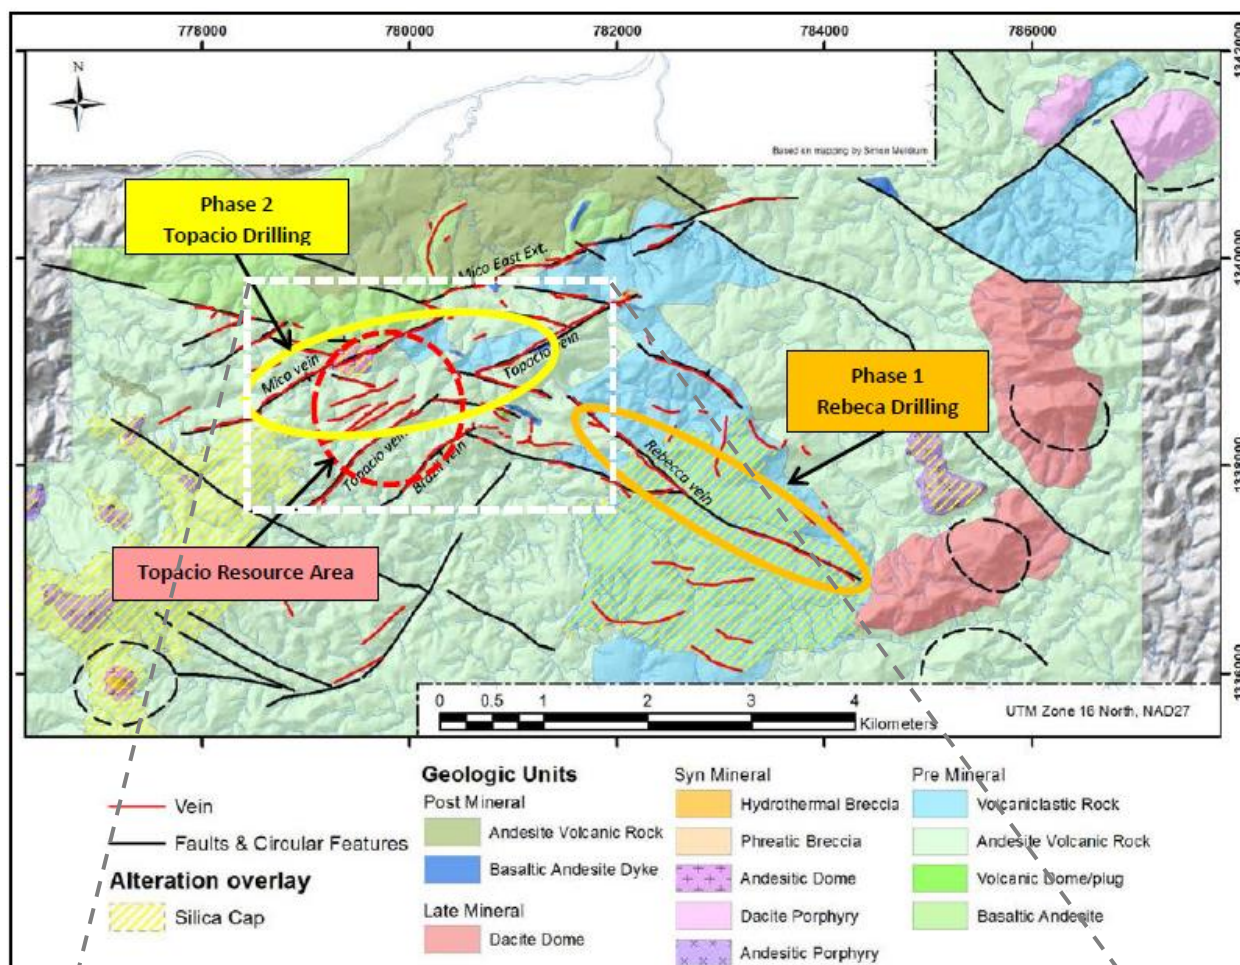 778000 780000 782000 784000 786000
1342000
N
Based on mapping by Simon Meldrum
Phase 2
Topacio Drilling
1340000
Mico East Ext.
Mico vein
Topacio vein
Phase 1
Rebeca Drilling
Topacio vein
Brazil vein
Rebecca vein
1338000
Topacio Resource Area
1336000
0 0.5 1 2 3 4
Kilometers
UTM Zone 16 North, NAD27
Vein
Faults & Circular Features
Alteration overlay
Silica Cap
Geologic Units
Post Mineral
Andesite Volcanic Rock
Basaltic Andesite Dyke
Late Mineral
Dacite Dome
Syn Mineral
Hydrothermal Breccia
Phreatic Breccia
Andesitic Dome
Dacite Porphyry
Andesitic Porphyry
Pre Mineral
Volcaniclastic Rock
Andesite Volcanic Rock
Volcanic Dome/plug
Basaltic Andesite